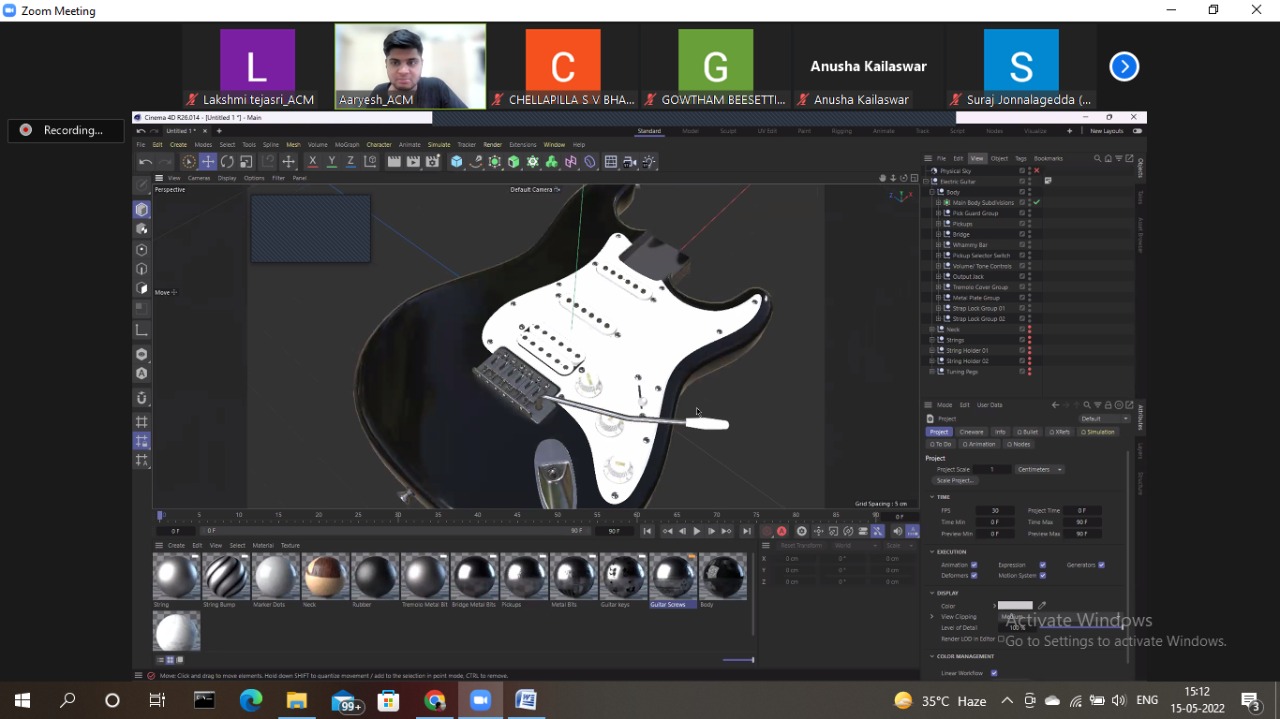 Zoom Meeting
L
C
G
Anusha Kailaswar
S
Lakshmi tejasri_ACM
Aaryesh_ACM
CHELLAPILLA S V BHA...
GOWTHAM BEESETTI...
Anusha Kailaswar
Suraj Jonnalagedda (...
Recording...
Cinema 4D R26.014 - [Untitled 1 *] - Main
Untitled 1 *
Standard Model Sculpt UV Edit Paint Rigging Animate Track Script Nodes Visualize New Layouts
File Edit Create Modes Select Tools Spline Mesh Volume MoGraph Character Animate Simulate Tracker Render Extensions Window Help
X Y Z
View Cameras Display Options Filter Panel
Perspective
Default Camera
Move
Grid Spacing : 5 cm
File Edit View Object Tags Bookmarks
Physical Sky
Electric Guitar
Body
Main Body Subdivisions
Pick Guard Group
Pickups
Bridge
Whammy Bar
Pickup Selector Switch
Volume/ Tone Controls
Output Jack
Tremolo Cover Group
Metal Plate Group
Strap Lock Group 01
Strap Lock Group 02
Neck
Strings
String Holder 01
String Holder 02
Tuning Pegs
Objects
Asset Browser
Attributes
Layers
Structure
Mode Edit User Data
Project
Default
Project Cineware Info Bullet XRefs Simulation
To Do Animation Nodes
Project
Project Scale 1 Centimeters
Scale Project...
TIME
FPS 30 Project Time 0 F
Time Min 0 F Time Max 90 F
Preview Min 0 F Preview Max 90 F
EXECUTION
Animation Expression Generators
Deformers Motion System
DISPLAY
Color
View Clipping
Level of Detail 100 %
Render LOD in Editor
COLOR MANAGEMENT
Linear Workflow
0 5 10 15 20 25 30 35 40 45 50 55 60 65 70 75 80 85 90 0 F
0 F 0 F 90 F 90 F
Create Edit View Select Material Texture
Reset Transform World Scale
X 0 cm 0 ° 0 cm
Y 0 cm 0 ° 0 cm
Z 0 cm 0 ° 0 cm
String String Bump Marker Dots Neck Rubber Tremolo Metal Bit Bridge Metal Bits Pickups Metal Bits Guitar keys Guitar Screws Body
Move: Click and drag to move elements. Hold down SHIFT to quantize movement / add to the selection in point mode, CTRL to remove.
Activate Windows
Go to Settings to activate Windows.
99+
35°C Haze
ENG
15:12
15-05-2022
3